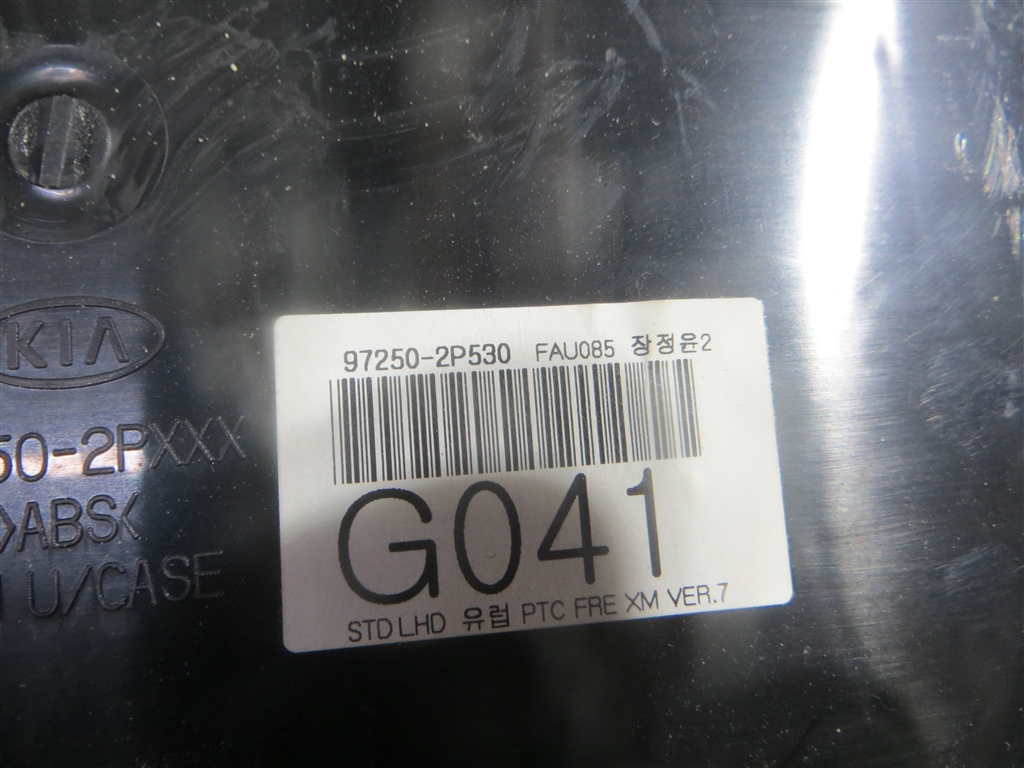 97250-2P530 FAU085 장정윤2
G041
STD LHD 유럽 PTC FRE XM VER.7
KIA
50-2PXXX
>ABS<
U/CASE